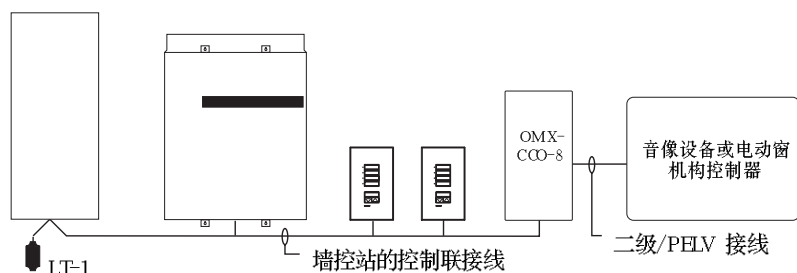 OMX-
CCO-8
音像设备或电动窗
机构控制器
二级/PELV 接线
墙控站的控制联接线
LT-1